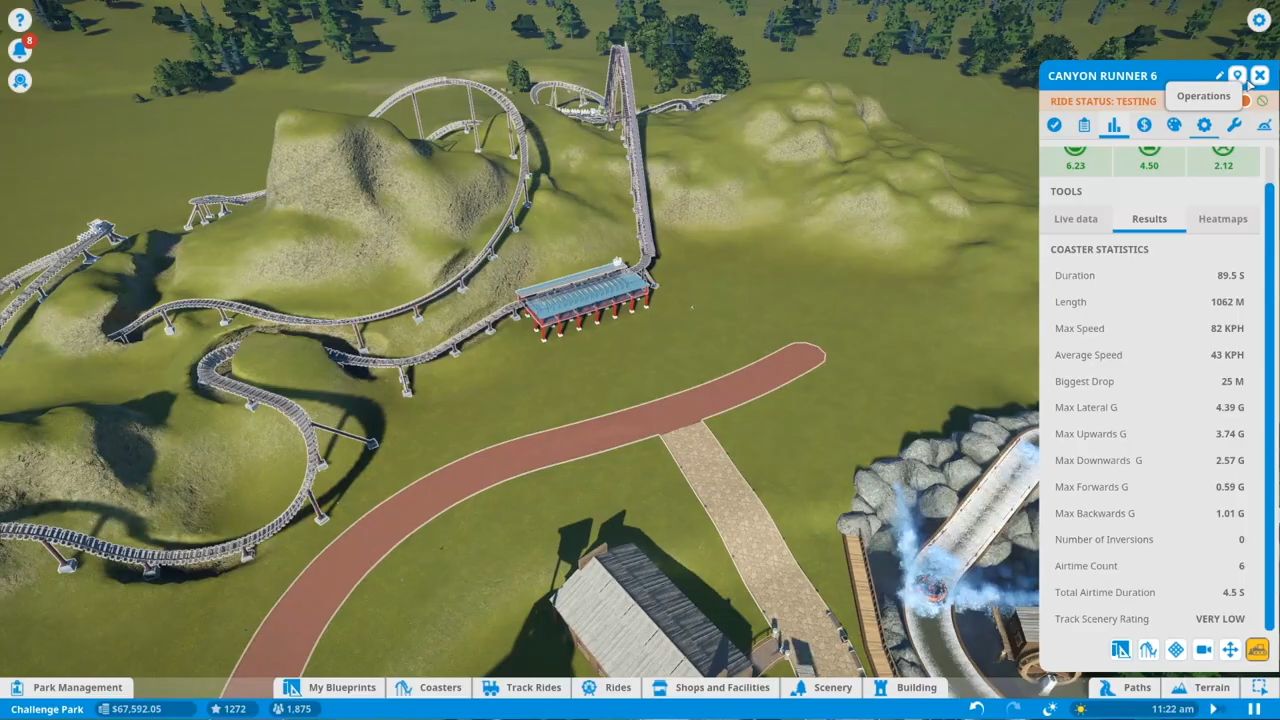 ?
8
CANYON RUNNER 6
RIDE STATUS: TESTING
Operations
6.23 4.50 2.12
TOOLS
Live data Results Heatmaps
COASTER STATISTICS
Duration 89.5 S
Length 1062 M
Max Speed 82 KPH
Average Speed 43 KPH
Biggest Drop 25 M
Max Lateral G 4.39 G
Max Upwards G 3.74 G
Max Downwards G 2.57 G
Max Forwards G 0.59 G
Max Backwards G 1.01 G
Number of Inversions 0
Airtime Count 6
Total Airtime Duration 4.5 S
Track Scenery Rating VERY LOW
Park Management My Blueprints Coasters Track Rides Rides Shops and Facilities Scenery Building Paths Terrain
Challenge Park $67,592.05 1272 1,875 11:22 am